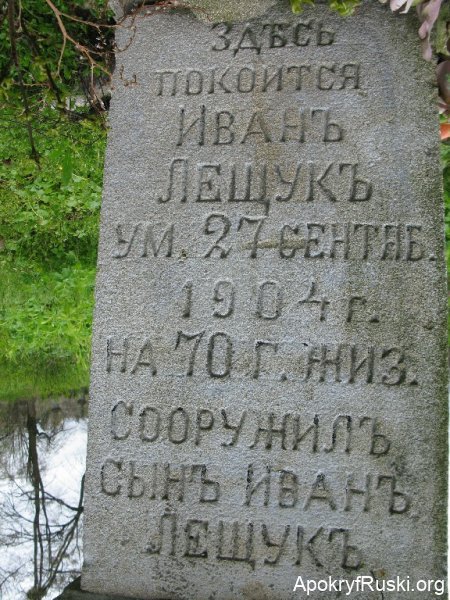 ЗДѢСЬ
ПОКОИТСЯ
ИВАНЪ
ЛЕЩУКЪ
УМ. 27 СЕНТЯБ.
1904 г.
НА 70 Г. ЖИЗ.
СООРУЖИЛЪ
СЫНЪ ИВАНЪ
ЛЕЩУКЪ
ApokryfRuski.org